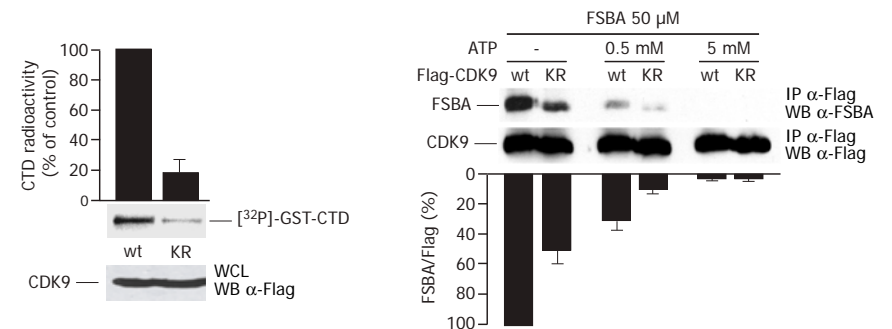 CTD radioactivity
(% of control)
100
80
60
40
20
0
[³²P]-GST-CTD
wt KR
CDK9
WCL
WB α-Flag
FSBA 50 µM
ATP - 0.5 mM 5 mM
Flag-CDK9 wt KR wt KR wt KR
FSBA
IP α-Flag
WB α-FSBA
CDK9
IP α-Flag
WB α-Flag
FSBA/Flag (%)
0
20
40
60
80
100